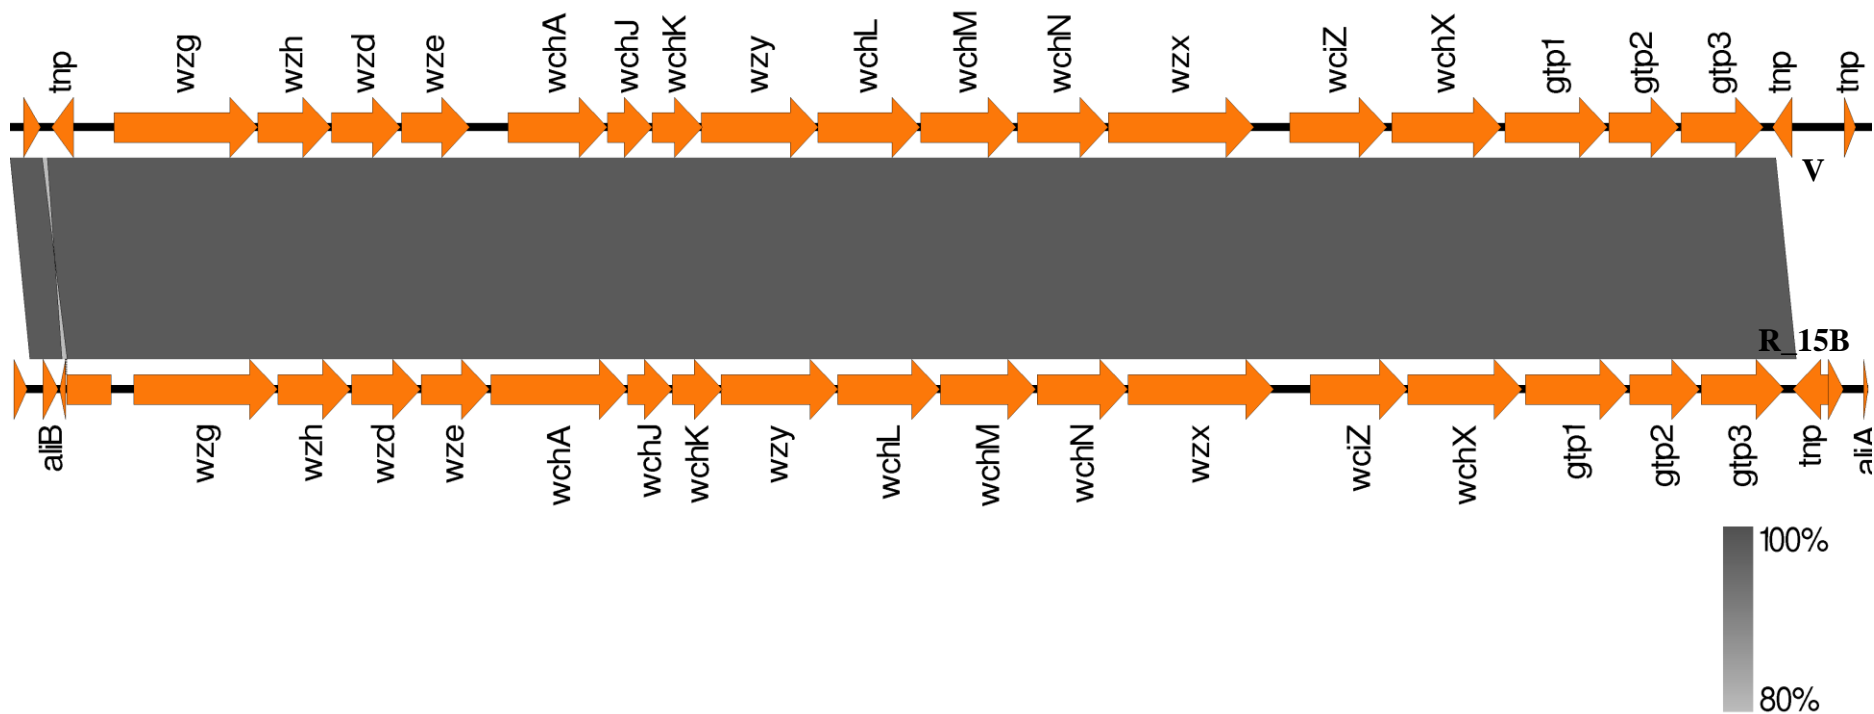 tnp wzg wzh wzd wze wchA wchJ wchK wzy wchL wchM wchN wzx wciZ wchX gtp1 gtp2 gtp3 tnp tnp
V
R_15B
aliB wzg wzh wzd wze wchA wchJ wchK wzy wchL wchM wchN wzx wciZ wchX gtp1 gtp2 gtp3 tnp aliA
100%
80%